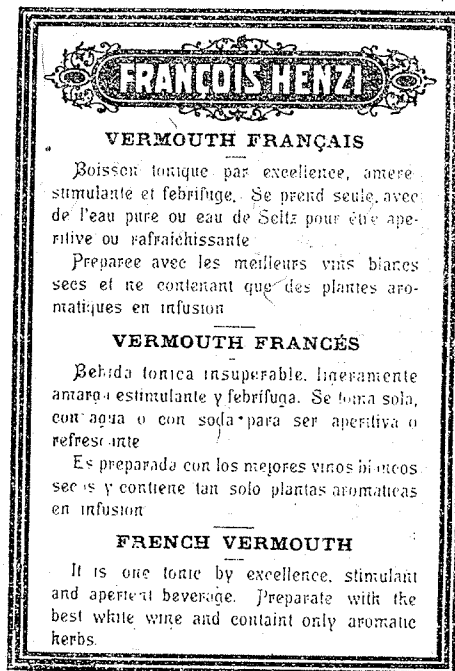 FRANÇOIS HENZI
VERMOUTH FRANÇAIS
Boisson tonique par excellence, amere
stimulante et febrifuge. Se prend seule, avec
de l'eau pure ou eau de Seltz pour être ape-
ritive ou rafraichissante
Preparee avec les meilleurs vins blancs
secs et ne contenant que des plantes aro-
matiques en infusion
VERMOUTH FRANCÉS
Bebida tonica insuperable, ligeramente
amarga estimulante y febrifuga. Se toma sola,
con agua o con soda para ser aperitiva o
refrescante
Es preparada con los mejores vinos blancos
secos y contiene tan solo plantas aromaticas
en infusion
FRENCH VERMOUTH
It is one tonic by excellence, stimulant
and aperient beverage. Preparate with the
best white wine and containt only aromatic
herbs.